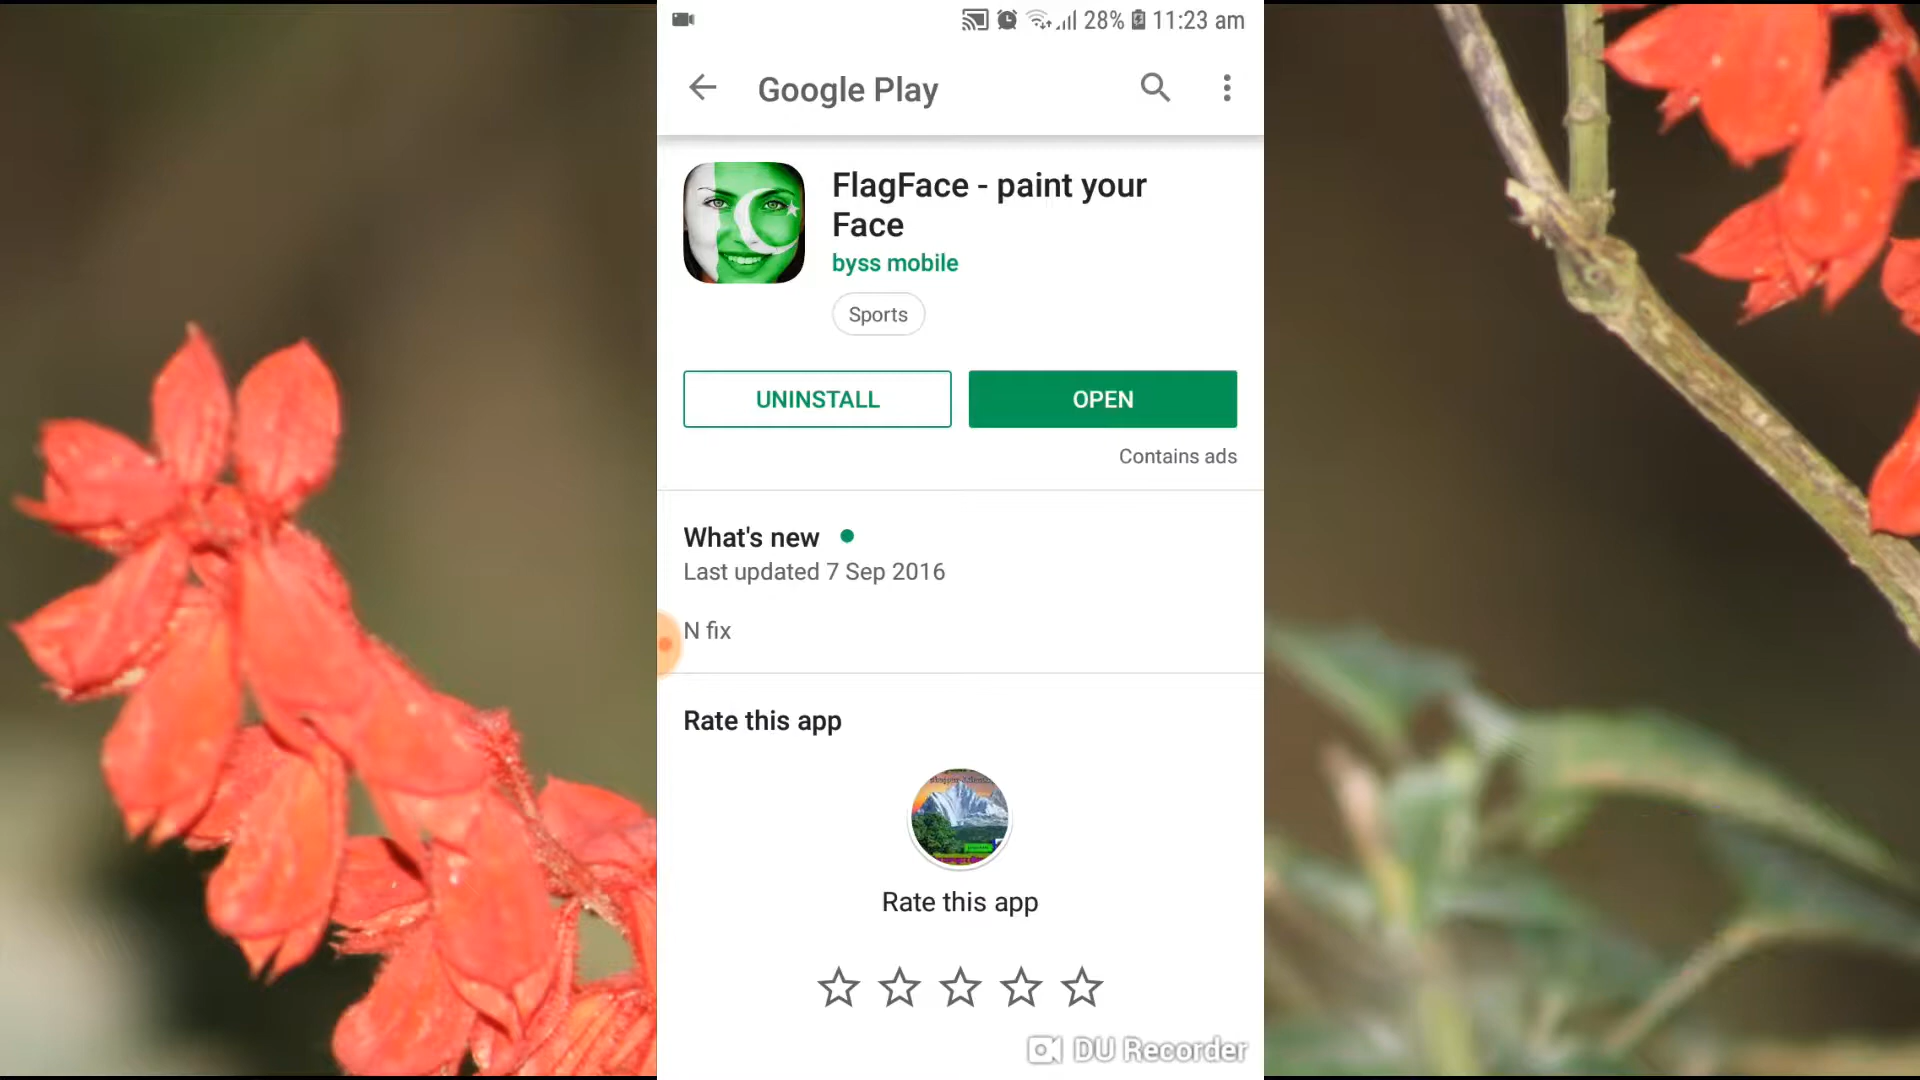 28% 11:23 am
Google Play
FlagFace - paint your
Face
byss mobile
Sports
UNINSTALL
OPEN
Contains ads
What's new
Last updated 7 Sep 2016
N fix
Rate this app
Rate this app
DU Recorder